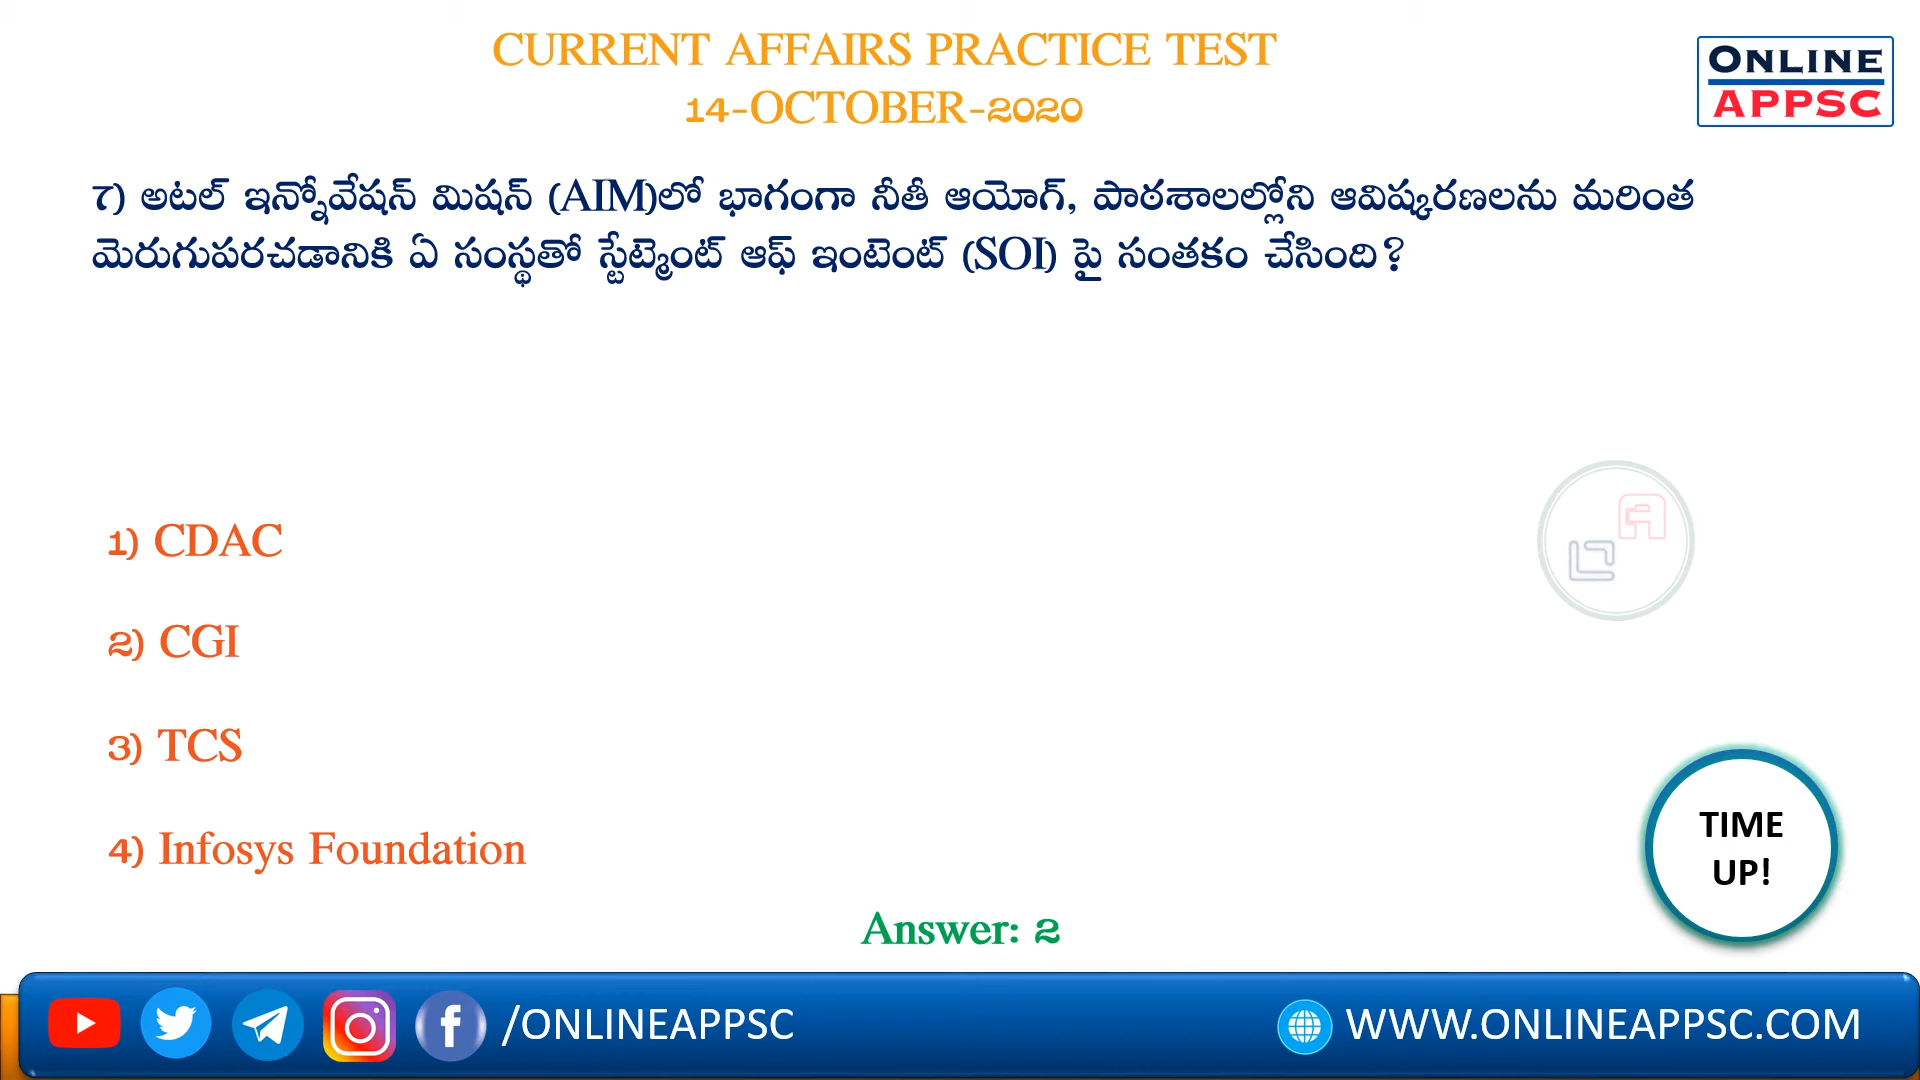 CURRENT AFFAIRS PRACTICE TEST
14-OCTOBER-2020
ONLINE
APPSC
7) అటల్ ఇన్నోవేషన్ మిషన్ (AIM)లో భాగంగా నీతీ ఆయోగ్, పాఠశాలల్లోని ఆవిష్కరణలను మరింత
మెరుగుపరచడానికి ఏ సంస్థతో స్టేట్మెంట్ ఆఫ్ ఇంటెంట్ (SOI) పై సంతకం చేసింది?
1) CDAC
2) CGI
3) TCS
4) Infosys Foundation
TIME
UP!
Answer: 2
/ONLINEAPPSC
WWW.ONLINEAPPSC.COM